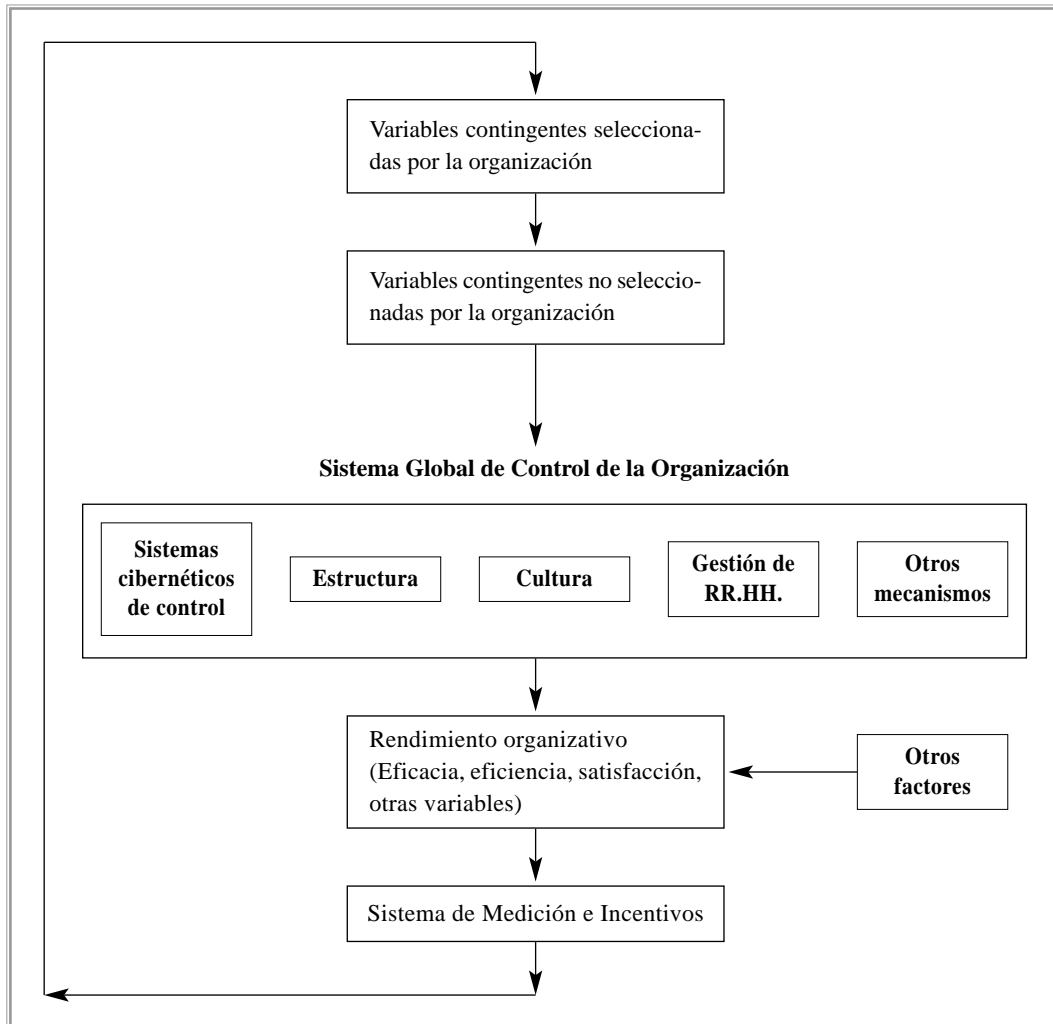 Variables contingentes selecciona-
das por la organización
Variables contingentes no seleccio-
nadas por la organización
Sistema Global de Control de la Organización
Sistemas
cibernéticos
de control
Estructura
Cultura
Gestión de
RR.HH.
Otros
mecanismos
Rendimiento organizativo
(Eficacia, eficiencia, satisfacción,
otras variables)
Otros
factores
Sistema de Medición e Incentivos